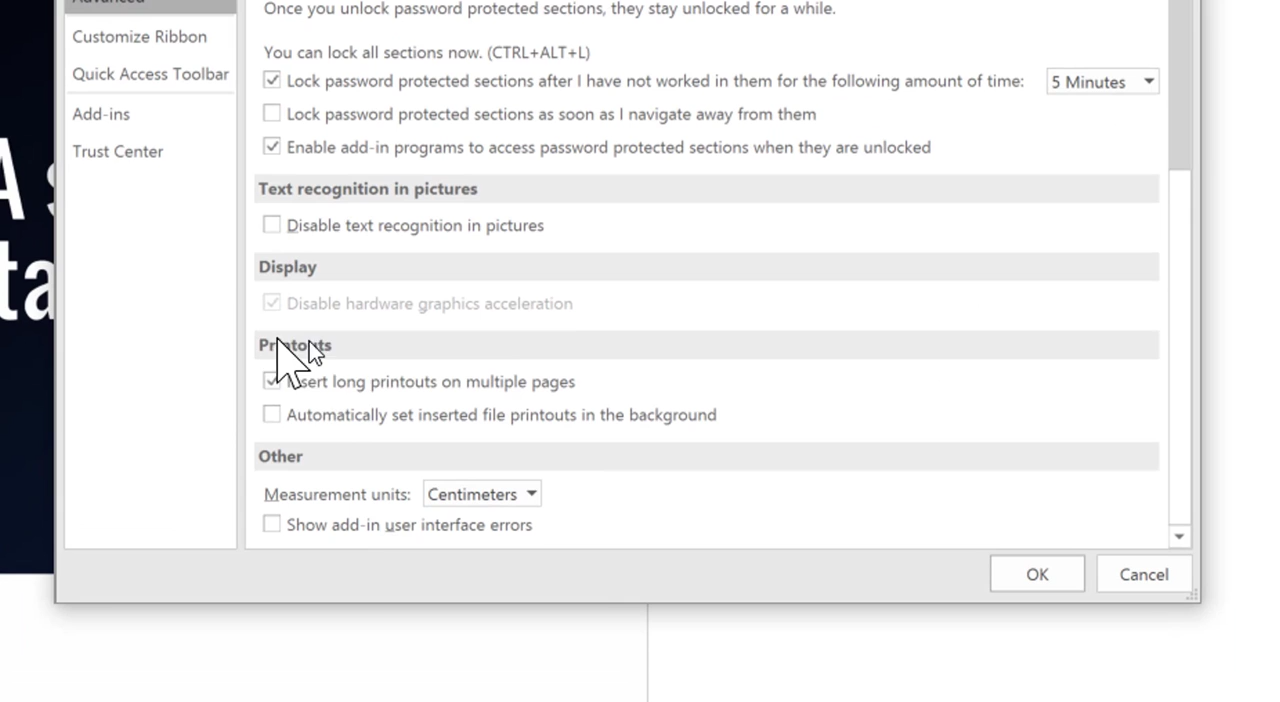 Advanced
Customize Ribbon
Quick Access Toolbar
Add-ins
Trust Center
Once you unlock password protected sections, they stay unlocked for a while.
You can lock all sections now. (CTRL+ALT+L)
Lock password protected sections after I have not worked in them for the following amount of time: 5 Minutes
Lock password protected sections as soon as I navigate away from them
Enable add-in programs to access password protected sections when they are unlocked
Text recognition in pictures
Disable text recognition in pictures
Display
Disable hardware graphics acceleration
Printouts
Insert long printouts on multiple pages
Automatically set inserted file printouts in the background
Other
Measurement units: Centimeters
Show add-in user interface errors
OK Cancel